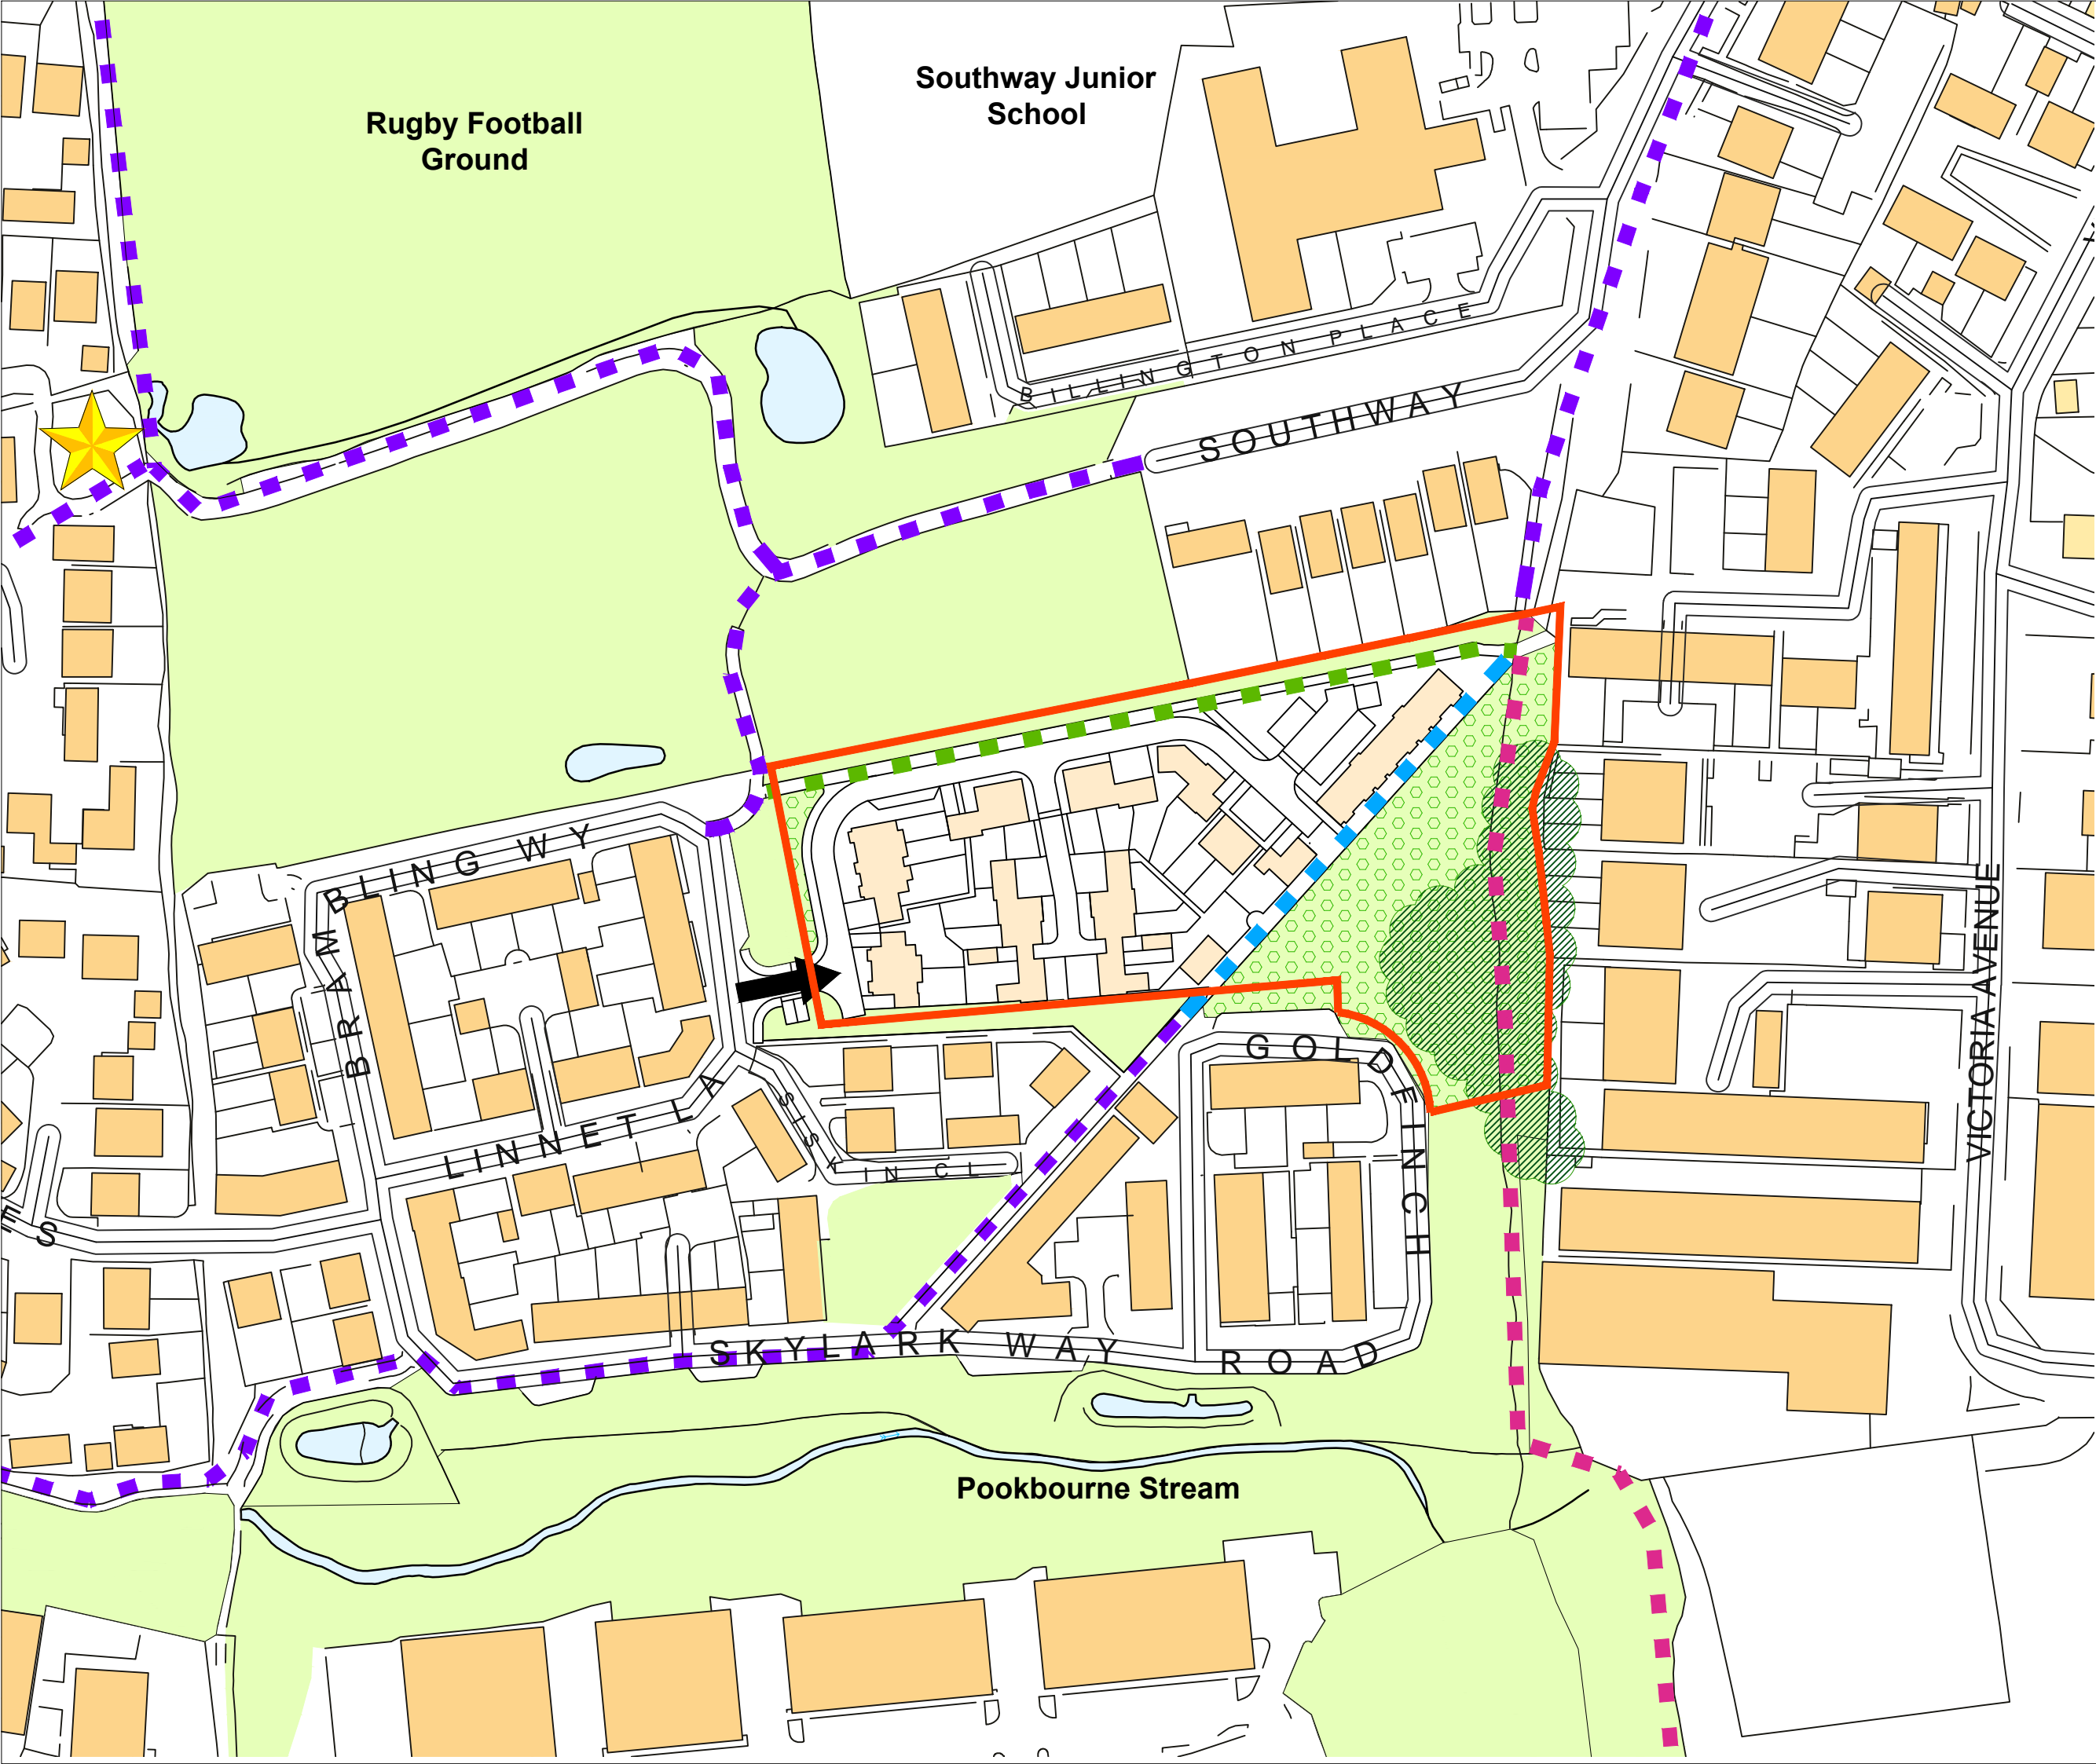 Southway Junior
School
Rugby Football
Ground
BILLINGTON PLACE
SOUTHWAY
BRAMBLING WY
VICTORIA AVENUE
GOLDFINCH
LINNET LA
SISKIN CL
ES
SKYLARK WAY
ROAD
Pookbourne Stream